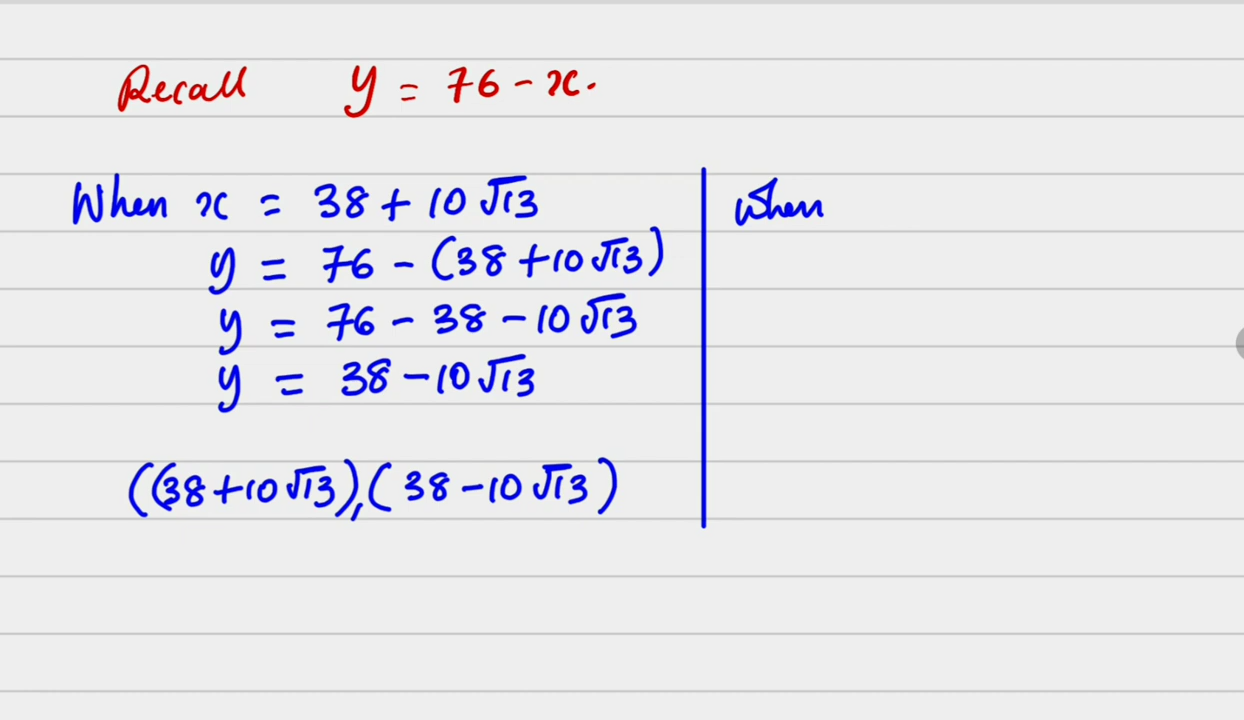 Recall y = 76 - x.
When x = 38 + 10√13
y = 76 - (38 + 10√13)
y = 76 - 38 - 10√13
y = 38 - 10√13
((38 + 10√13), (38 - 10√13)
When